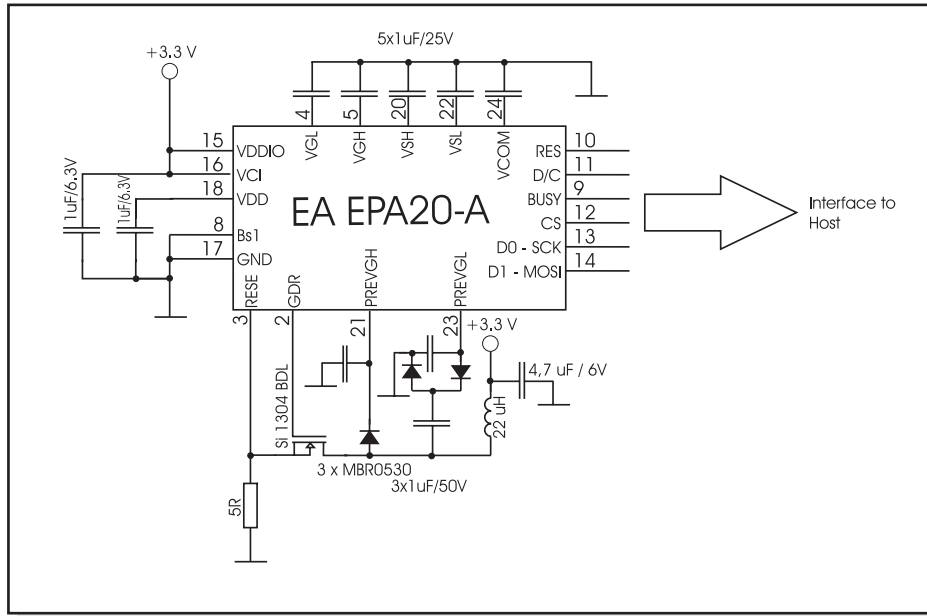 5x1uF/25V
+3.3 V
4
5
20
22
24
VGL
VGH
VSH
VSL
VCOM
15 VDDIO
16 VCI
18 VDD
8 Bs1
17 GND
1uF/6.3V
1uF/6.3V
EA EPA20-A
RES 10
D/C 11
BUSY 9
CS 12
D0 - SCK 13
D1 - MOSI 14
Interface to
Host
RESE
GDR
PREVGH
PREVGL
3
2
21
23
+3.3 V
4,7 uF / 6V
22 uH
Si 1304 BDL
3 x MBR0530
3x1uF/50V
5R